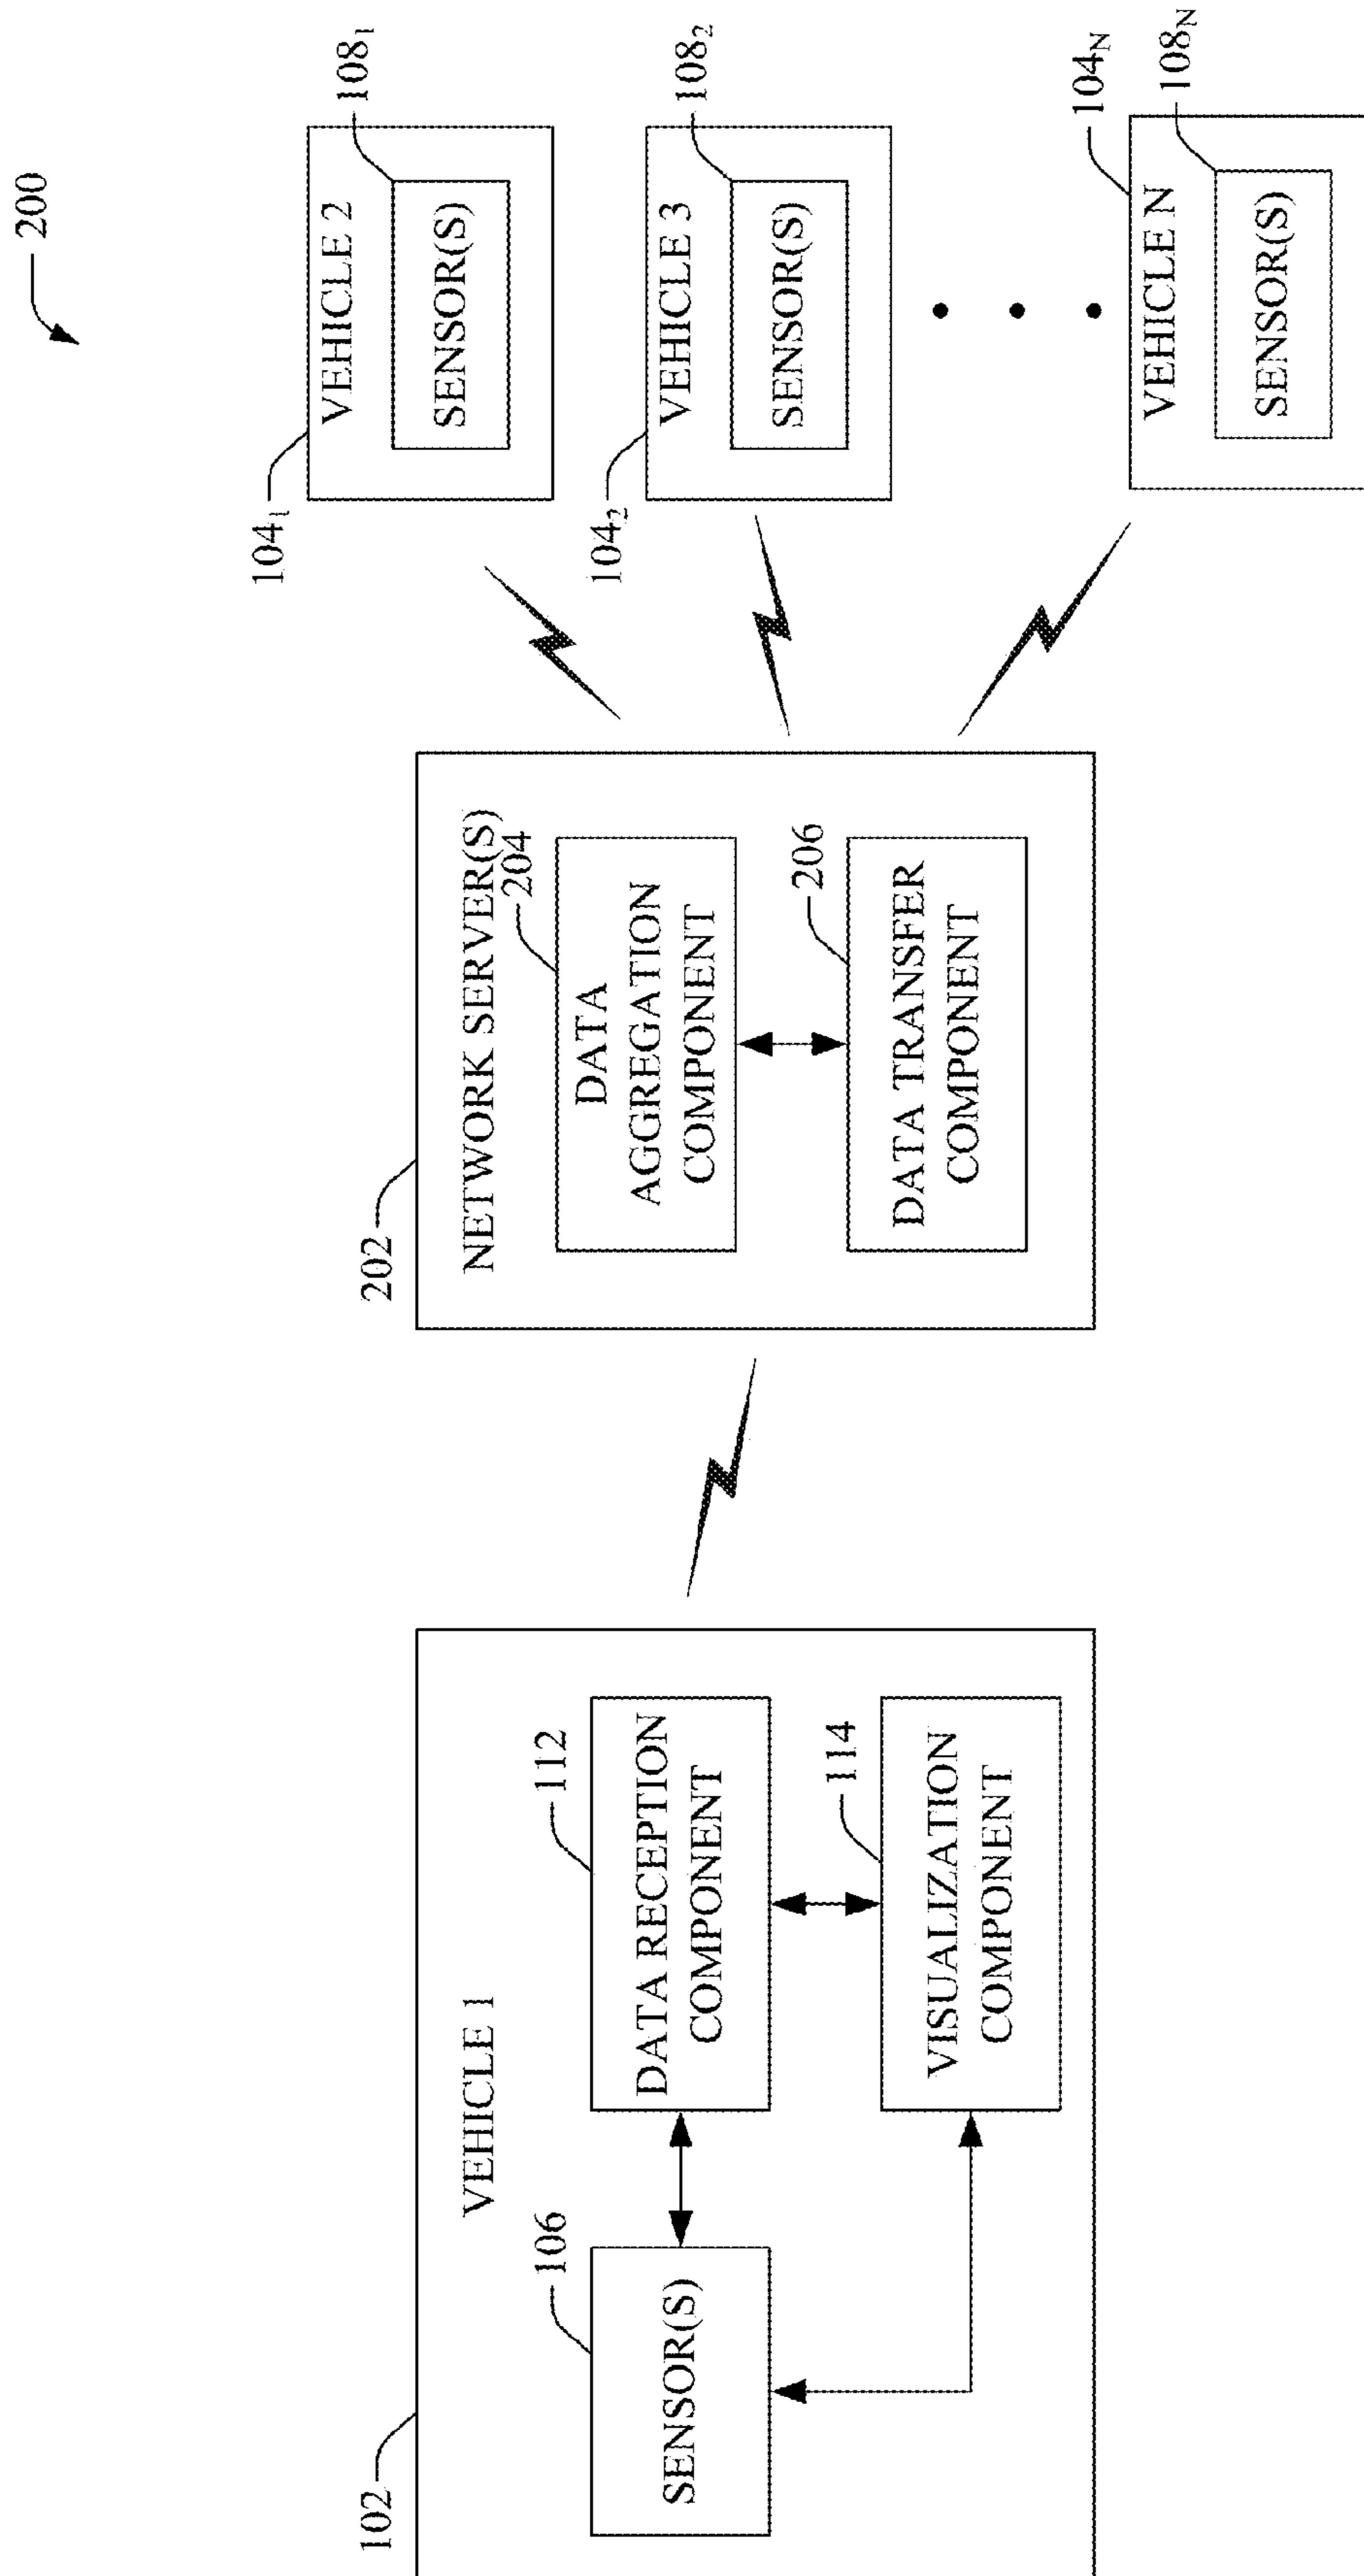 200
102
VEHICLE 1
106
SENSOR(S)
112
DATA RECEPTION
COMPONENT
114
VISUALIZATION
COMPONENT
202
NETWORK SERVER(S)
204
DATA
AGGREGATION
COMPONENT
206
DATA TRANSFER
COMPONENT
104₁
VEHICLE 2
108₁
SENSOR(S)
104₂
VEHICLE 3
108₂
SENSOR(S)
104N
VEHICLE N
108N
SENSOR(S)